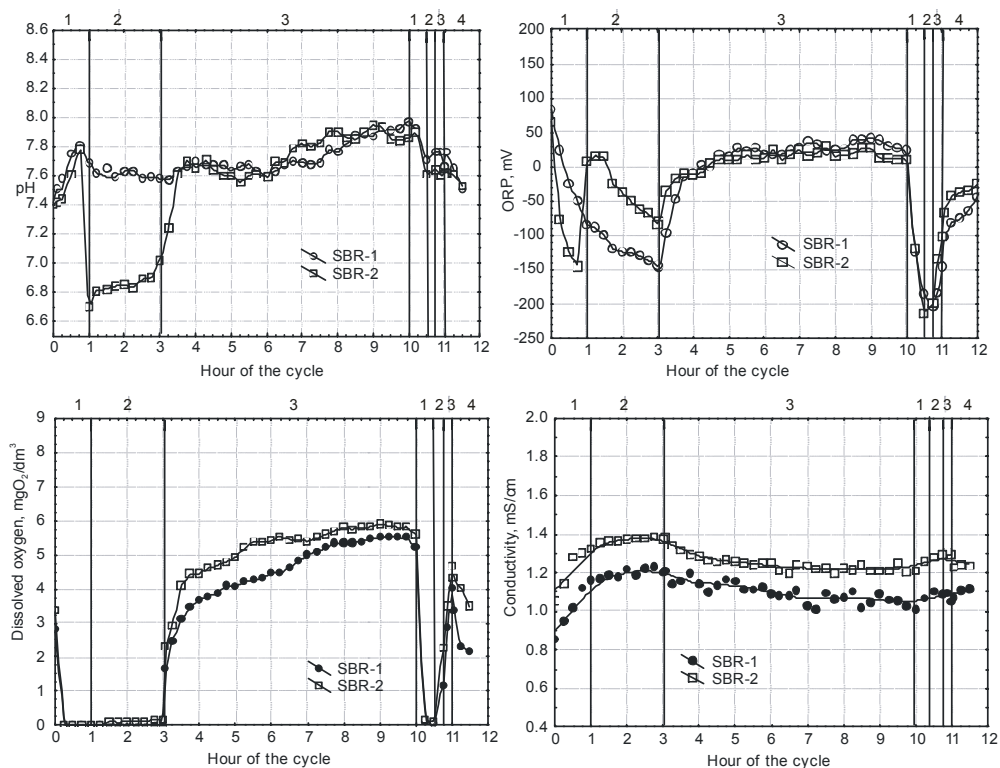 1 2 3 1 2 3 4
8.6
8.4
8.2
8.0
7.8
7.6
pH
7.4
7.2
7.0
6.8
6.6
SBR-1
SBR-2
0 1 2 3 4 5 6 7 8 9 10 11 12
Hour of the cycle
1 2 3 1 2 3 4
200
150
100
50
0
-50
-100
-150
-200
-250
ORP, mV
SBR-1
SBR-2
0 1 2 3 4 5 6 7 8 9 10 11 12
Hour of the cycle
1 2 3 1 2 3 4
9
8
7
6
5
4
3
2
1
0
Dissolved oxygen, mgO₂/dm³
SBR-1
SBR-2
0 1 2 3 4 5 6 7 8 9 10 11 12
Hour of the cycle
1 2 3 1 2 3 4
2.0
1.8
1.6
1.4
1.2
1.0
0.8
0.6
0.4
Conductivity, mS/cm
SBR-1
SBR-2
0 1 2 3 4 5 6 7 8 9 10 11 12
Hour of the cycle